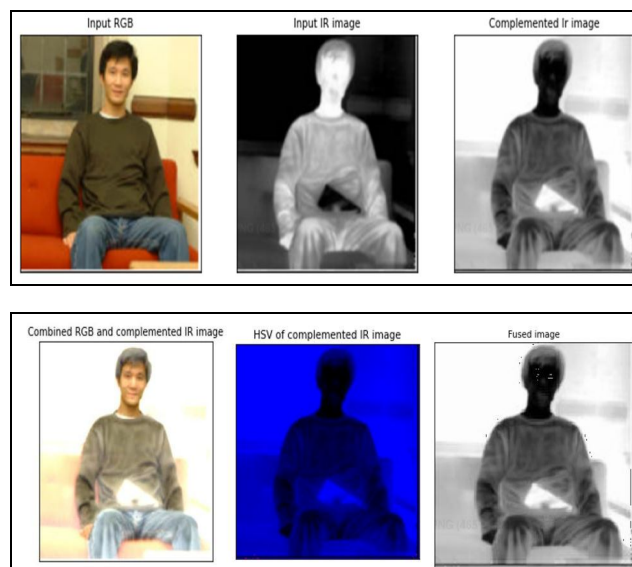 Input RGB
Input IR image
Complemented Ir image
Combined RGB and complemented IR image
HSV of complemented IR image
Fused image